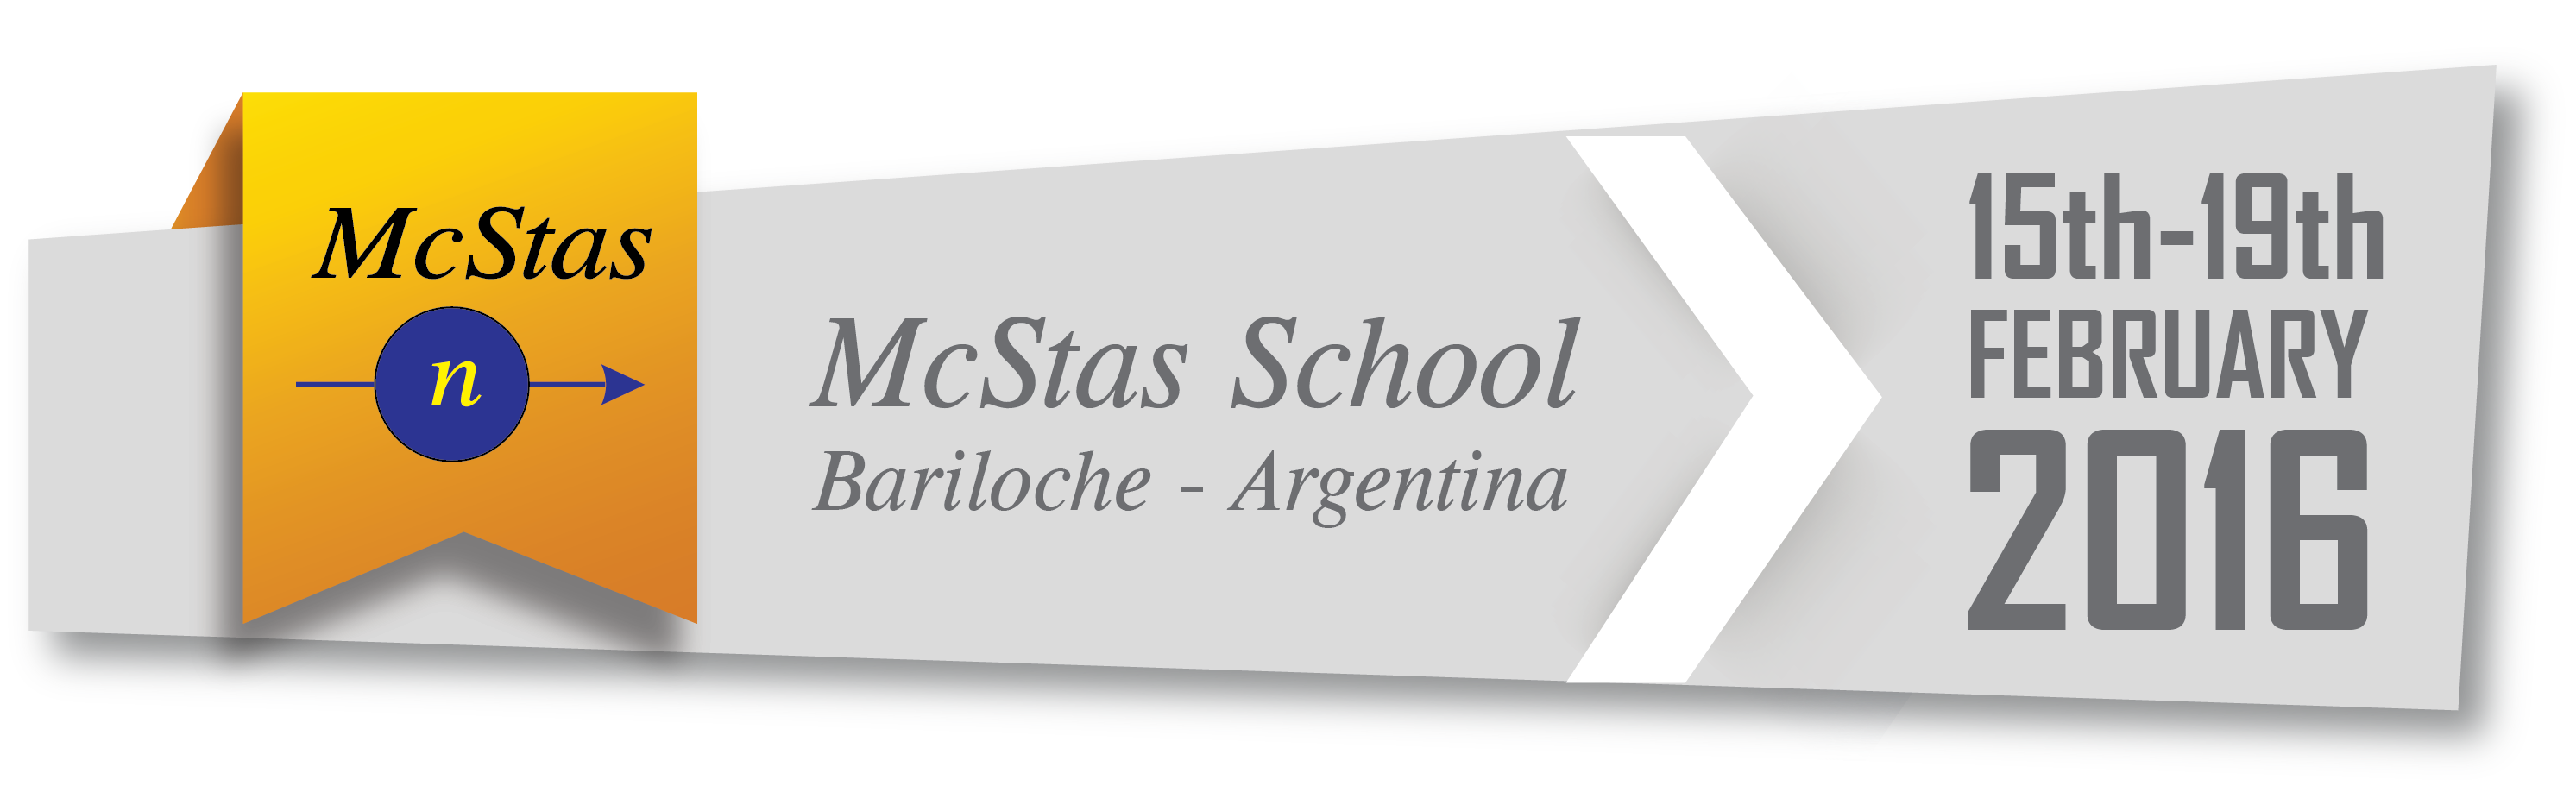 McStas
n
McStas School
Bariloche - Argentina
15th-19th
FEBRUARY
2016